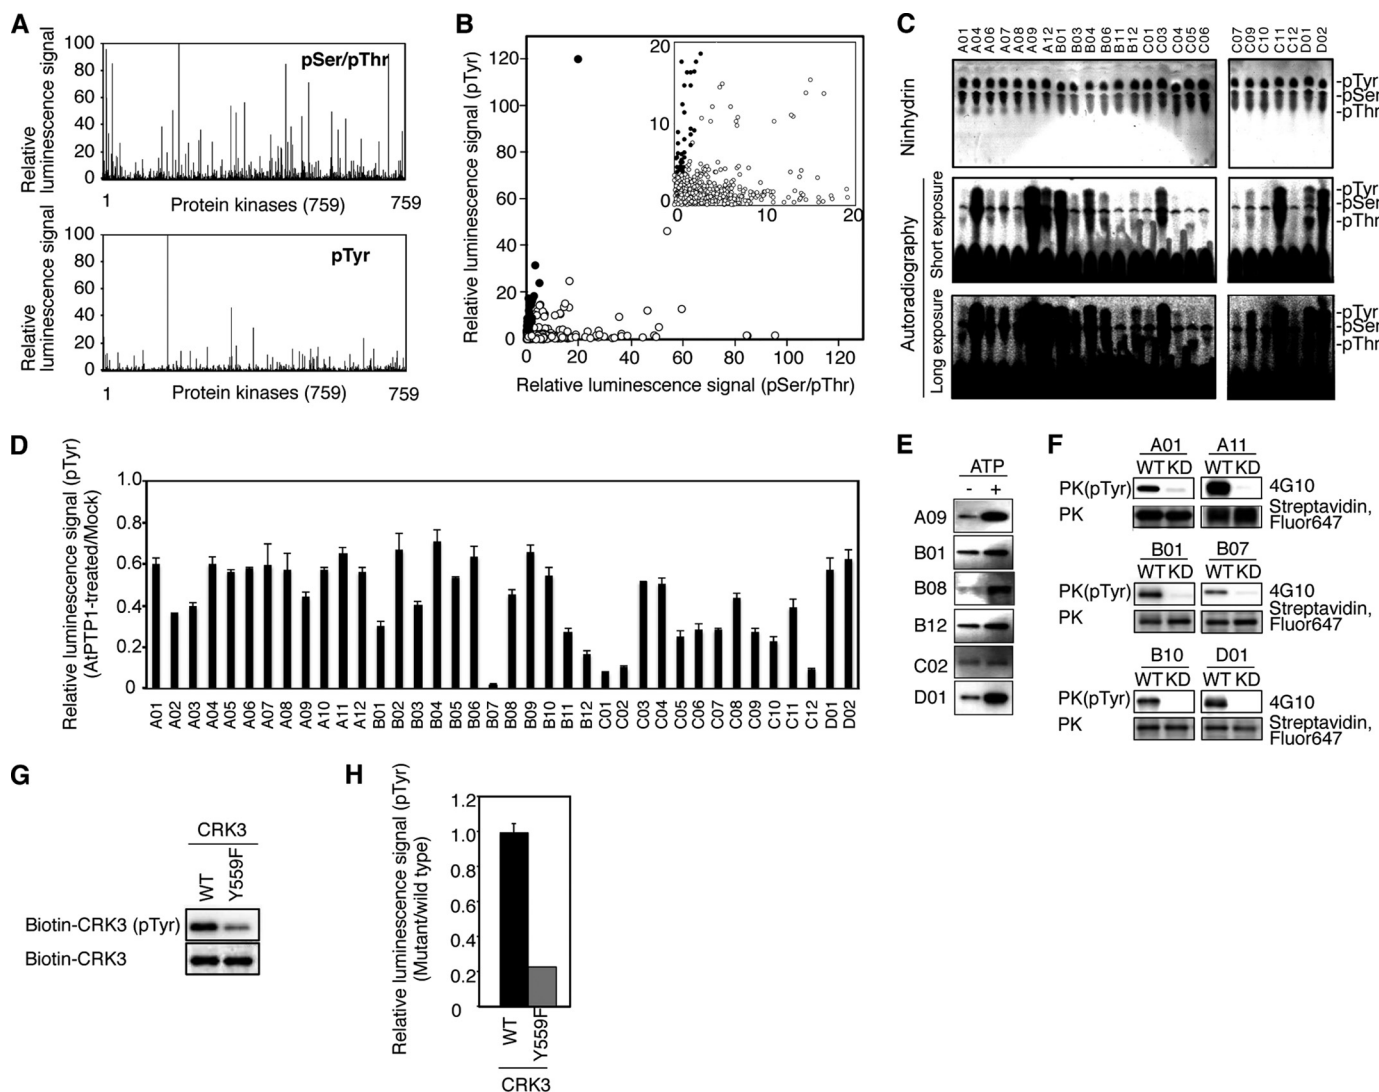 A
Relative
luminescence signal
100
80
60
40
20
0
pSer/pThr
1
Protein kinases (759)
759
Relative
luminescence signal
100
80
60
40
20
0
pTyr
1
Protein kinases (759)
759
B
Relative luminescence signal (pTyr)
120
100
80
60
40
20
0
20
10
0
0
10
20
0
20
40
60
80
100
120
Relative luminescence signal (pSer/pThr)
C
A01
A04
A06
A07
A08
A09
A12
B01
B03
B04
B06
B11
B12
C01
C03
C04
C05
C06
C07
C09
C10
C11
C12
D01
D02
Ninhydrin
-pTyr
-pSer
-pThr
Autoradiography
Short exposure
-pTyr
-pSer
-pThr
Long exposure
-pTyr
-pSer
-pThr
D
Relative luminescence signal (pTyr)
(AtPTP1-treated/Mock)
1.0
0.8
0.6
0.4
0.2
0
A01
A02
A03
A04
A05
A06
A07
A08
A09
A10
A11
A12
B01
B02
B03
B04
B05
B06
B07
B08
B09
B10
B11
B12
C01
C02
C03
C04
C05
C06
C07
C08
C09
C10
C11
C12
D01
D02
E
ATP
- +
A09
B01
B08
B12
C02
D01
F
A01 A11
WT KD WT KD
PK(pTyr) 4G10
PK Streptavidin,
Fluor647
B01 B07
WT KD WT KD
PK(pTyr) 4G10
PK Streptavidin,
Fluor647
B10 D01
WT KD WT KD
PK(pTyr) 4G10
PK Streptavidin,
Fluor647
G
CRK3
WT
Y559F
Biotin-CRK3 (pTyr)
Biotin-CRK3
H
Relative luminescence signal (pTyr)
(Mutant/wild type)
1.2
1.0
0.8
0.6
0.4
0.2
0
WT
Y559F
CRK3